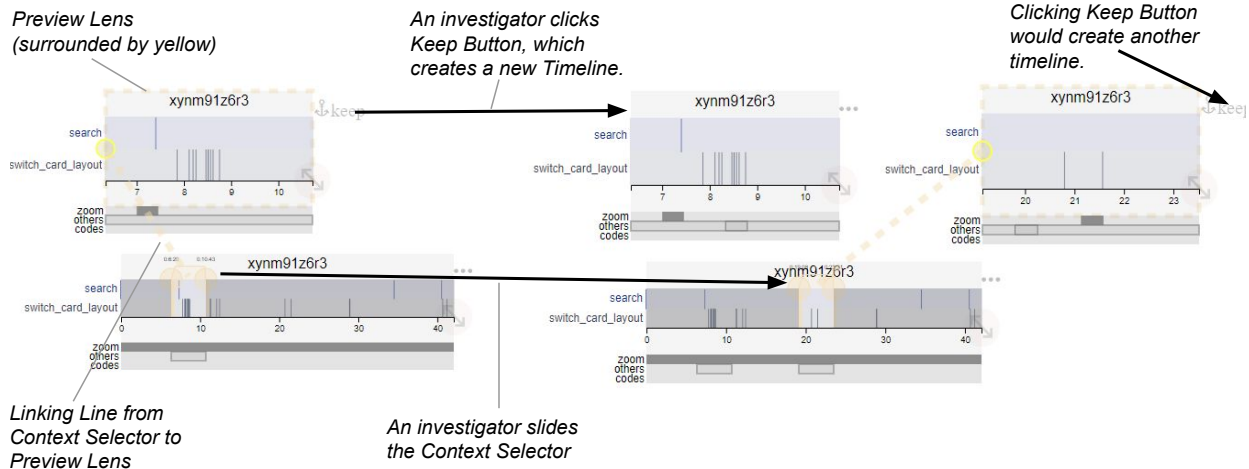 Preview Lens
(surrounded by yellow)
An investigator clicks
Keep Button, which
creates a new Timeline.
Clicking Keep Button
would create another
timeline.
xynm91z6r3
keep
search
switch_card_layout
7 8 9 10
zoom
others
codes
xynm91z6r3
search
switch_card_layout
7 8 9 10
zoom
others
codes
xynm91z6r3
keep
search
switch_card_layout
20 21 22 23
zoom
others
codes
xynm91z6r3
search
switch_card_layout
0 10 20 30 40
zoom
others
codes
xynm91z6r3
search
switch_card_layout
0 10 20 30 40
zoom
others
codes
Linking Line from
Context Selector to
Preview Lens
An investigator slides
the Context Selector